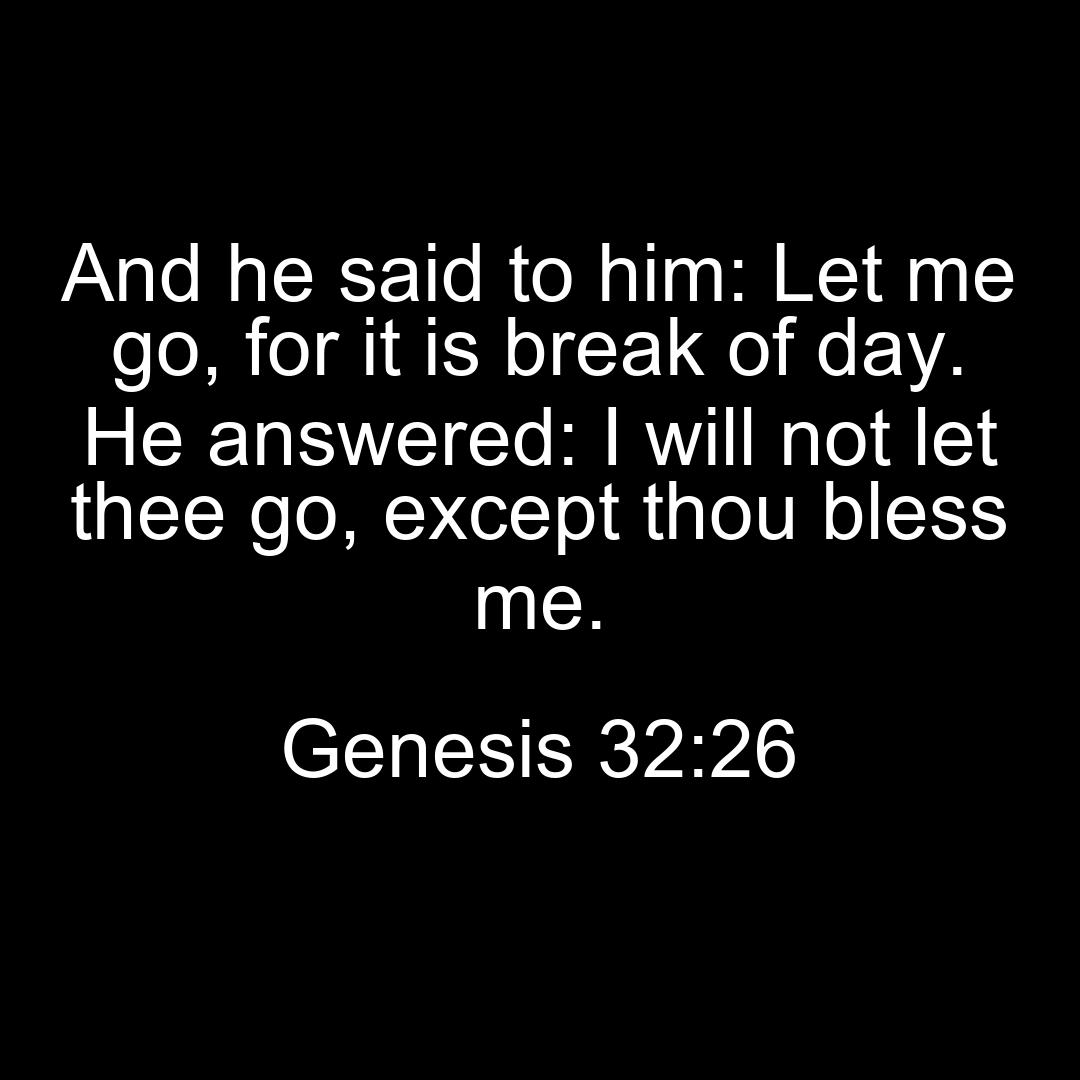 And he said to him: Let me
go, for it is break of day.
He answered: I will not let
thee go, except thou bless
me.
Genesis 32:26